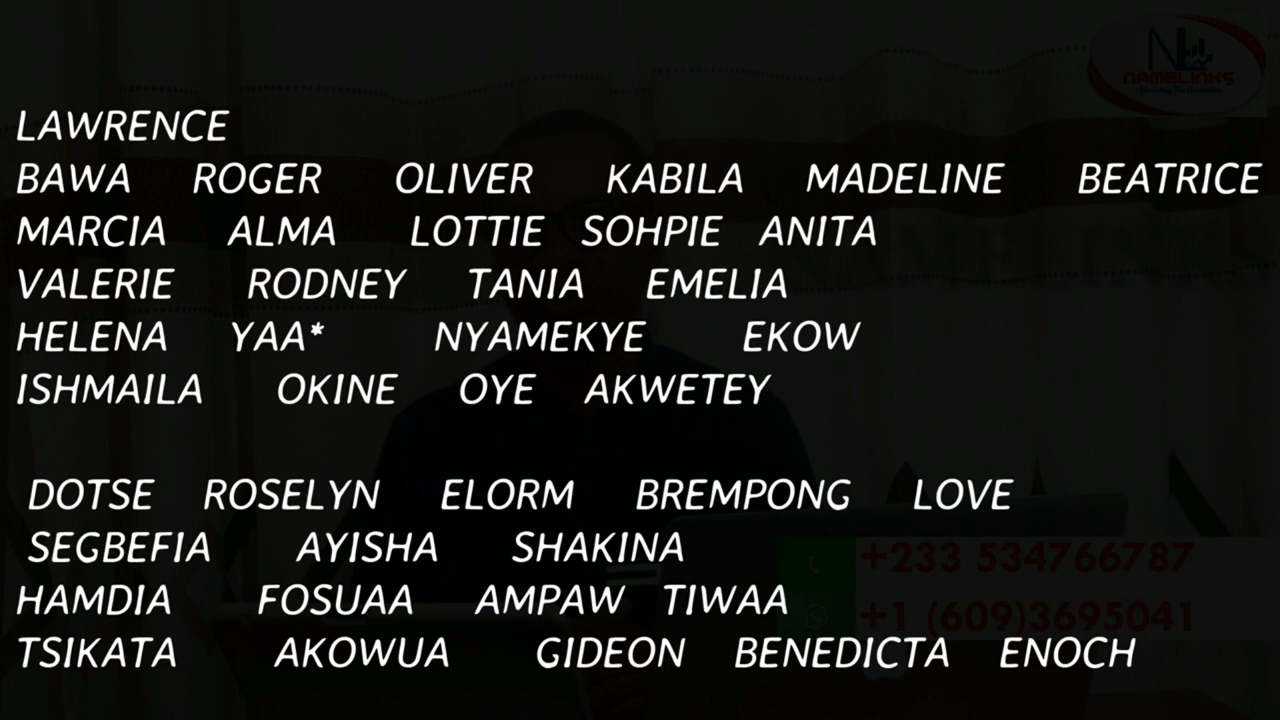 NL
NAMELINKS
LAWRENCE
BAWA ROGER OLIVER KABILA MADELINE BEATRICE
MARCIA ALMA LOTTIE SOHPIE ANITA
VALERIE RODNEY TANIA EMELIA
HELENA YAA* NYAMEKYE EKOW
ISHMAILA OKINE OYE AKWETEY
DOTSE ROSELYN ELORM BREMPONG LOVE
SEGBEFIA AYISHA SHAKINA
+233 534766787
HAMDIA FOSUAA AMPAW TIWAA
+1 (609)3695041
TSIKATA AKOWUA GIDEON BENEDICTA ENOCH